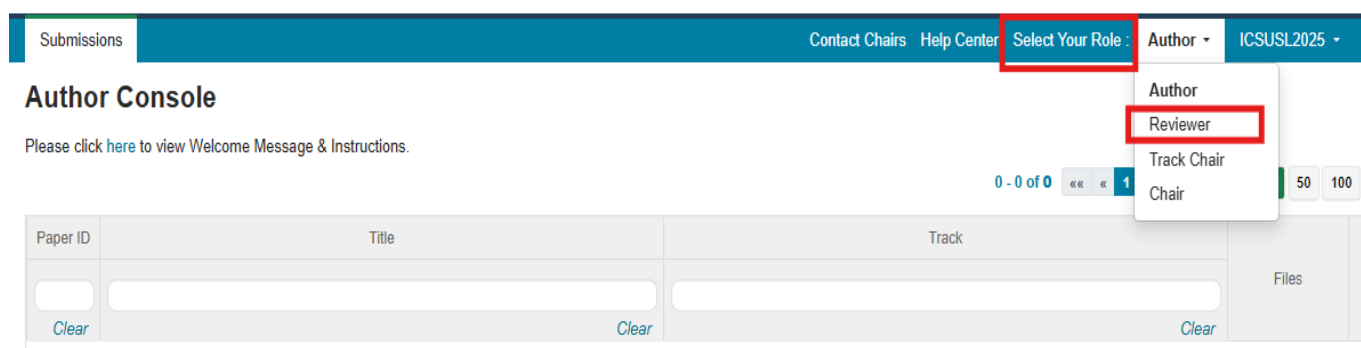 Submissions Contact Chairs Help Center Select Your Role : Author ICSUSL2025
Author Console
Author
Reviewer
Please click here to view Welcome Message & Instructions.
Track Chair
0 - 0 of 0 «« « 1 50 100
Chair
Paper ID Title Track
Files
Clear Clear Clear